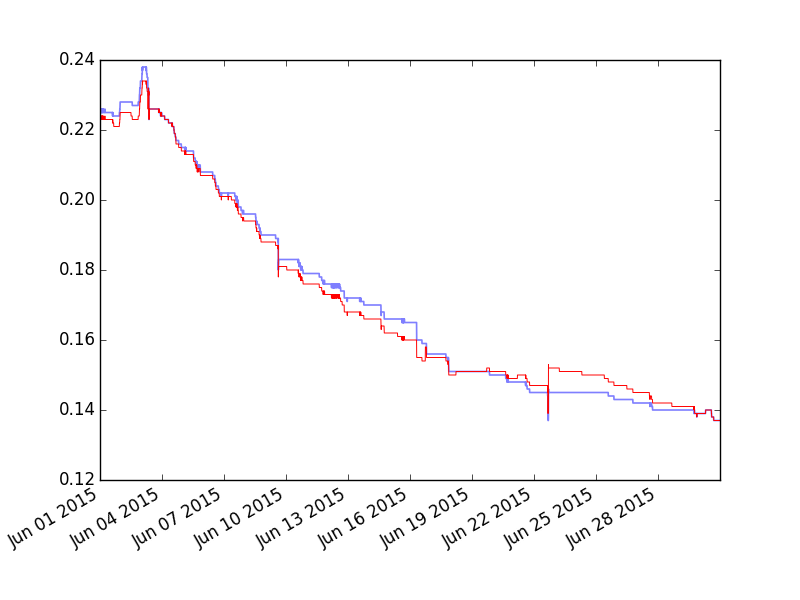 0.24
0.22
0.20
0.18
0.16
0.14
0.12
Jun 01 2015
Jun 04 2015
Jun 07 2015
Jun 10 2015
Jun 13 2015
Jun 16 2015
Jun 19 2015
Jun 22 2015
Jun 25 2015
Jun 28 2015